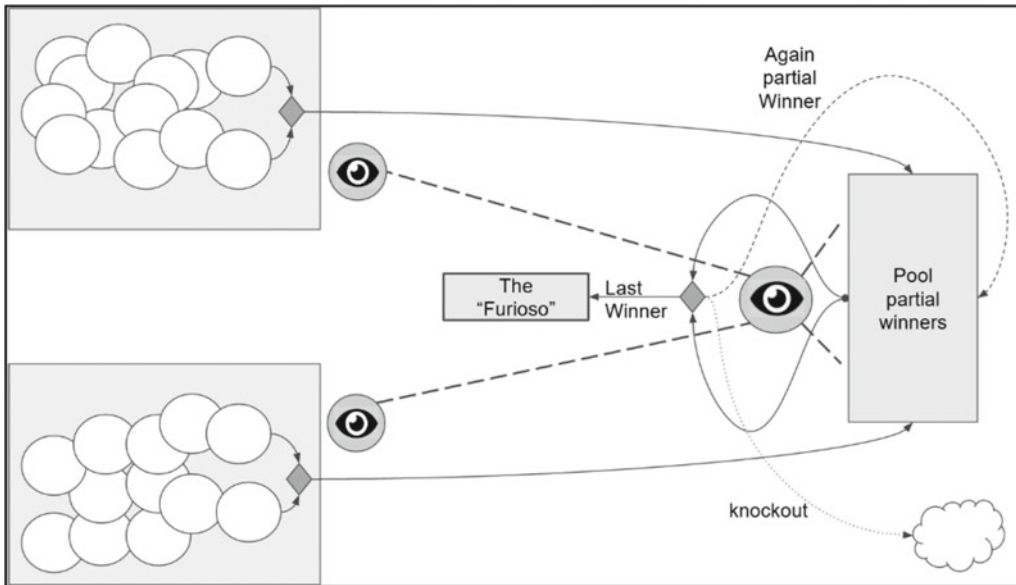 Again
partial
Winner
The
“Furioso”
Last
Winner
Pool
partial
winners
knockout